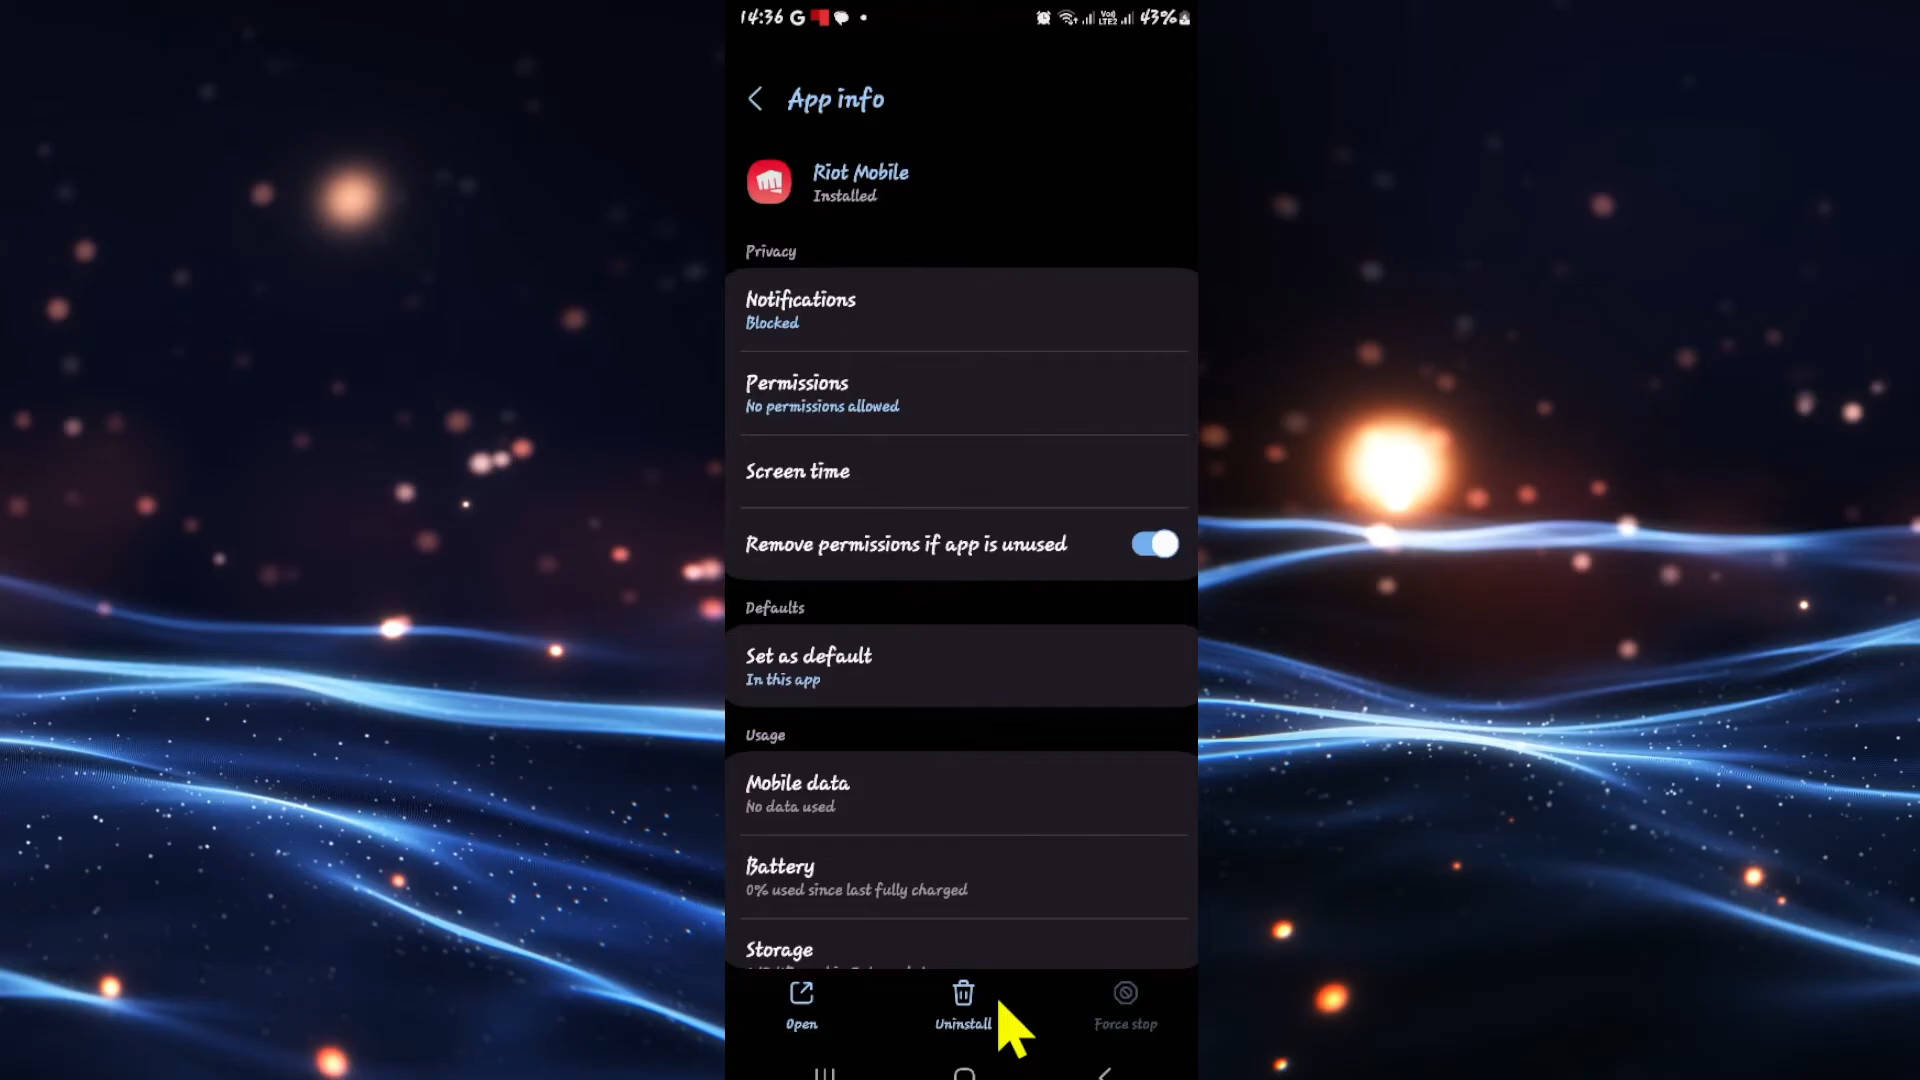 14:36 G
Voj) LTE2 43%
App info
Riot Mobile
Installed
Privacy
Notifications
Blocked
Permissions
No permissions allowed
Screen time
Remove permissions if app is unused
Defaults
Set as default
In this app
Usage
Mobile data
No data used
Battery
0% used since last fully charged
Storage
Open
Uninstall
Force stop